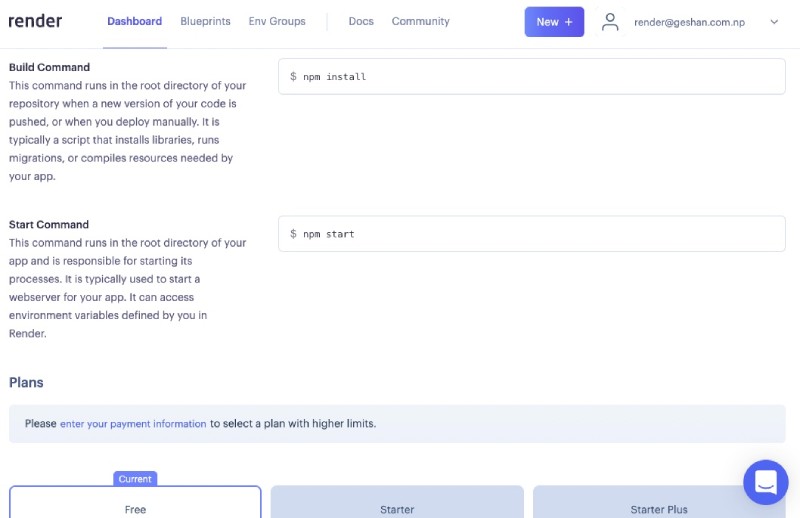 render Dashboard Blueprints Env Groups Docs Community New + render@geshan.com.np
Build Command
This command runs in the root directory of your
repository when a new version of your code is
pushed, or when you deploy manually. It is
typically a script that installs libraries, runs
migrations, or compiles resources needed by
your app.
$ npm install
Start Command
This command runs in the root directory of your
app and is responsible for starting its
processes. It is typically used to start a
webserver for your app. It can access
environment variables defined by you in
Render.
$ npm start
Plans
Please enter your payment information to select a plan with higher limits.
Current
Free Starter Starter Plus